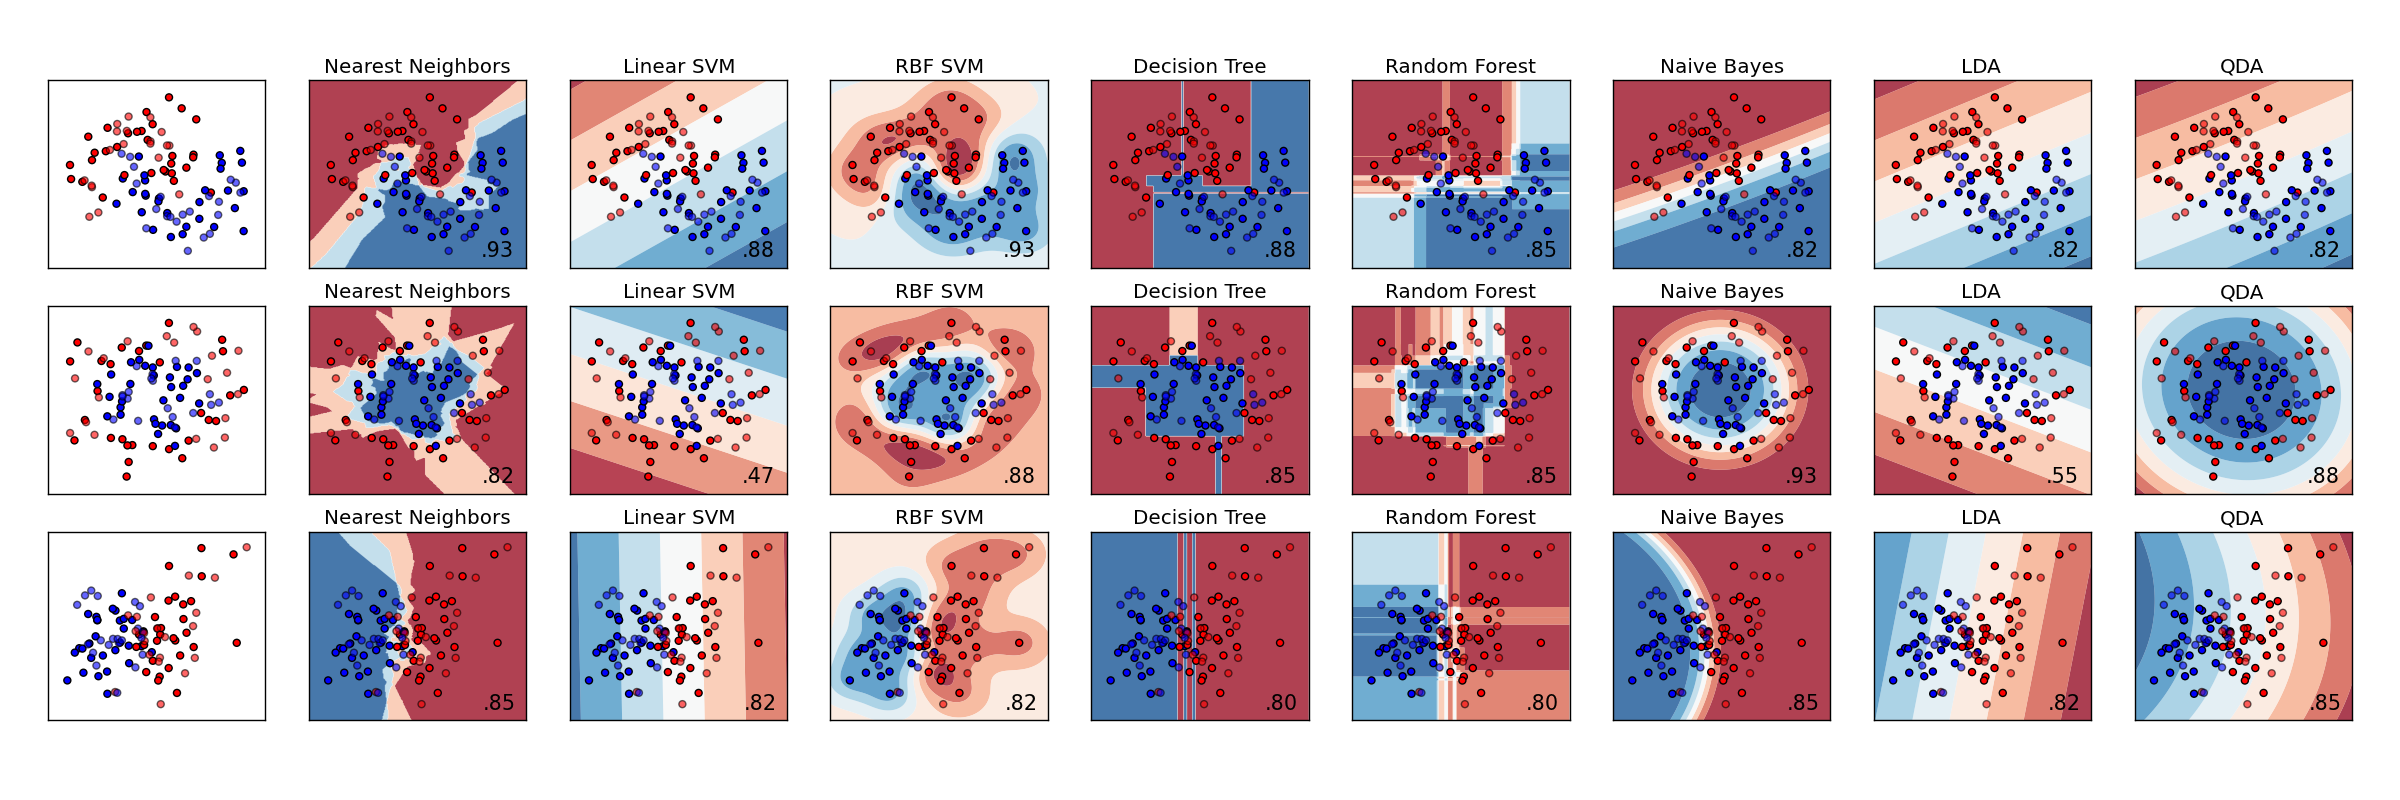 Nearest Neighbors Linear SVM RBF SVM Decision Tree Random Forest Naive Bayes LDA QDA
.93 .88 .93 .88 .85 .82 .82 .82
Nearest Neighbors Linear SVM RBF SVM Decision Tree Random Forest Naive Bayes LDA QDA
.82 .47 .88 .85 .85 .93 .55 .88
Nearest Neighbors Linear SVM RBF SVM Decision Tree Random Forest Naive Bayes LDA QDA
.85 .82 .82 .80 .80 .85 .82 .85